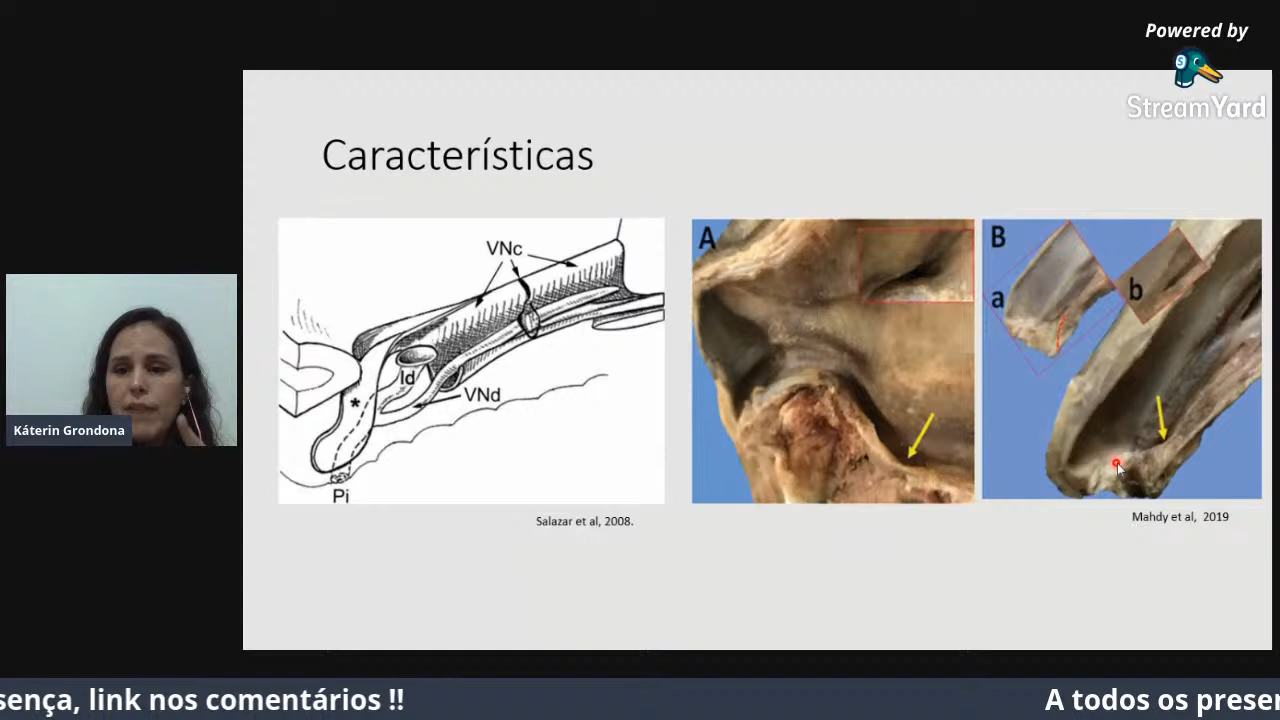 Powered by
StreamYard
Características
VNc
Id
VNd
*
Pi
A
B
a
b
Salazar et al, 2008.
Mahdy et al, 2019
Káterin Grondona
sença, link nos comentários !!
A todos os preser